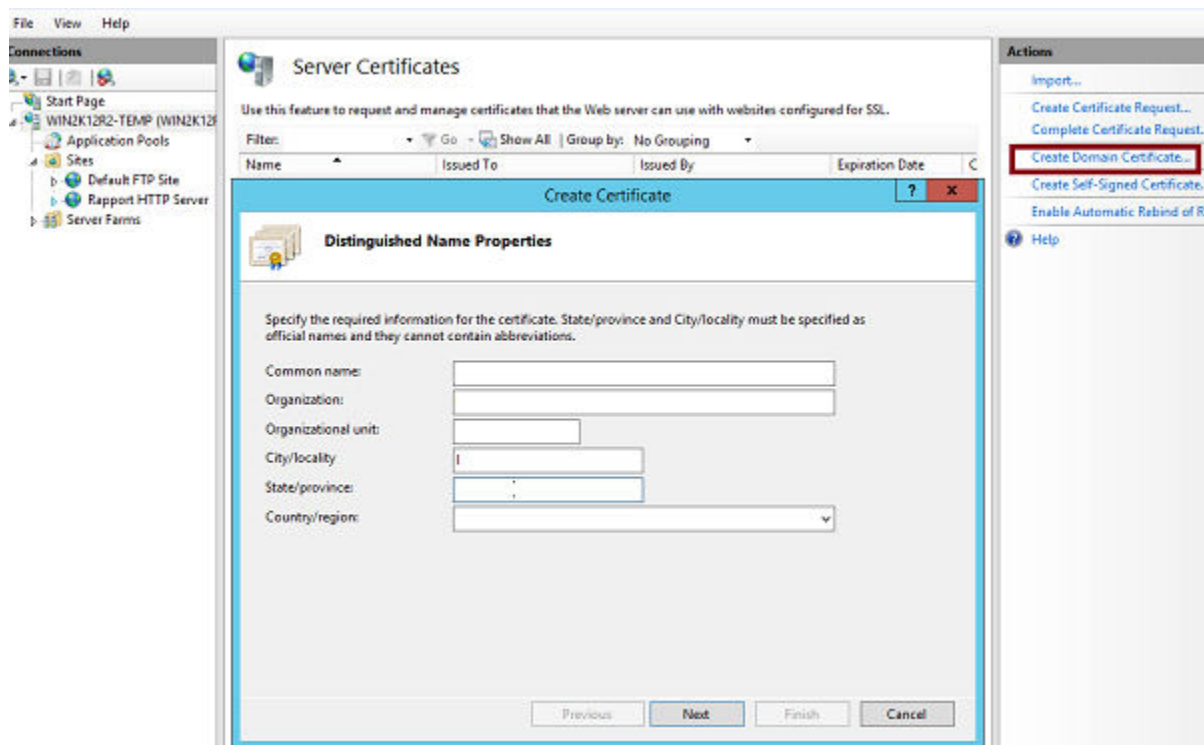 File View Help
Connections
Start Page
WIN2K12R2-TEMP (WIN2K12R
Application Pools
Sites
Default FTP Site
Rapport HTTP Server
Server Farms
Server Certificates
Use this feature to request and manage certificates that the Web server can use with websites configured for SSL.
Filter: Go Show All Group by: No Grouping
Name Issued To Issued By Expiration Date C
Create Certificate ? x
Distinguished Name Properties
Specify the required information for the certificate. State/province and City/locality must be specified as
official names and they cannot contain abbreviations.
Common name:
Organization:
Organizational unit:
City/locality
State/province:
Country/region:
Previous Next Finish Cancel
Actions
Import...
Create Certificate Request...
Complete Certificate Request.
Create Domain Certificate...
Create Self-Signed Certificate.
Enable Automatic Rebind of R
Help